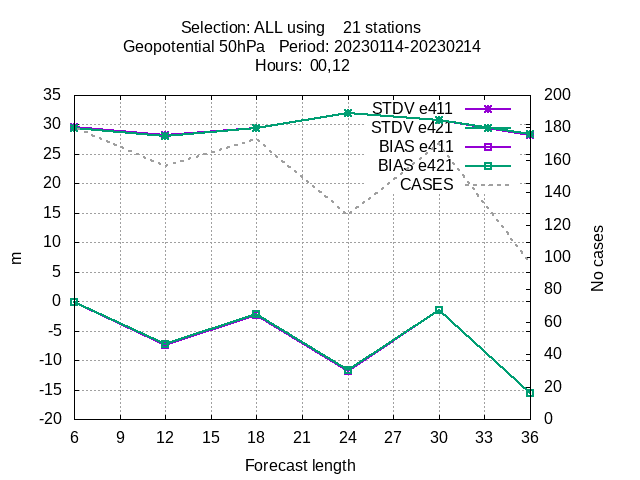 Selection: ALL using    21 stations
Geopotential 50hPa   Period: 20230114-20230214
Hours:  00,12
35
30
25
20
15
10
5
0
-5
-10
-15
-20
m
200
180
160
140
120
100
80
60
40
20
0
No cases
STDV e411
STDV e421
BIAS e411
BIAS e421
CASES
6 9 12 15 18 21 24 27 30 33 36
Forecast length